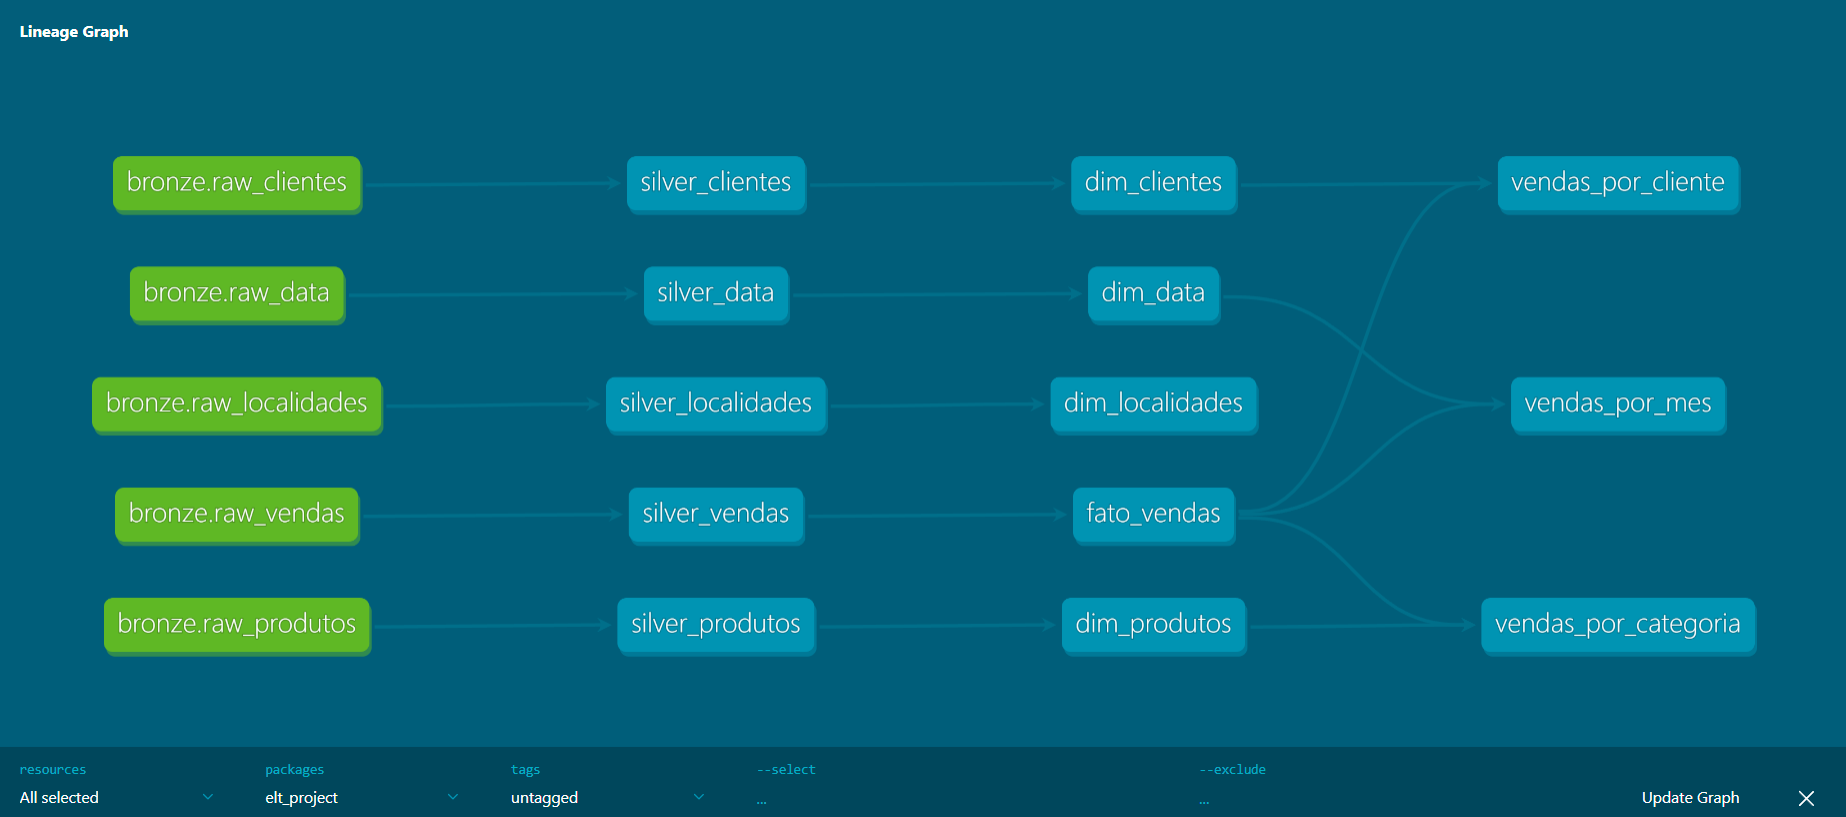 Lineage Graph
bronze.raw_clientes
silver_clientes
dim_clientes
vendas_por_cliente
bronze.raw_data
silver_data
dim_data
bronze.raw_localidades
silver_localidades
dim_localidades
vendas_por_mes
bronze.raw_vendas
silver_vendas
fato_vendas
bronze.raw_produtos
silver_produtos
dim_produtos
vendas_por_categoria
resources
All selected
packages
elt_project
tags
untagged
--select
...
--exclude
...
Update Graph